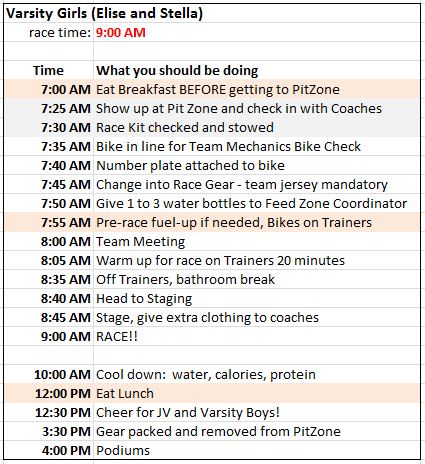 Varsity Girls (Elise and Stella)
race time: 9:00 AM
Time What you should be doing
7:00 AM Eat Breakfast BEFORE getting to PitZone
7:25 AM Show up at Pit Zone and check in with Coaches
7:30 AM Race Kit checked and stowed
7:35 AM Bike in line for Team Mechanics Bike Check
7:40 AM Number plate attached to bike
7:45 AM Change into Race Gear - team jersey mandatory
7:50 AM Give 1 to 3 water bottles to Feed Zone Coordinator
7:55 AM Pre-race fuel-up if needed, Bikes on Trainers
8:00 AM Team Meeting
8:05 AM Warm up for race on Trainers 20 minutes
8:35 AM Off Trainers, bathroom break
8:40 AM Head to Staging
8:45 AM Stage, give extra clothing to coaches
9:00 AM RACE!!
10:00 AM Cool down: water, calories, protein
12:00 PM Eat Lunch
12:30 PM Cheer for JV and Varsity Boys!
3:30 PM Gear packed and removed from PitZone
4:00 PM Podiums